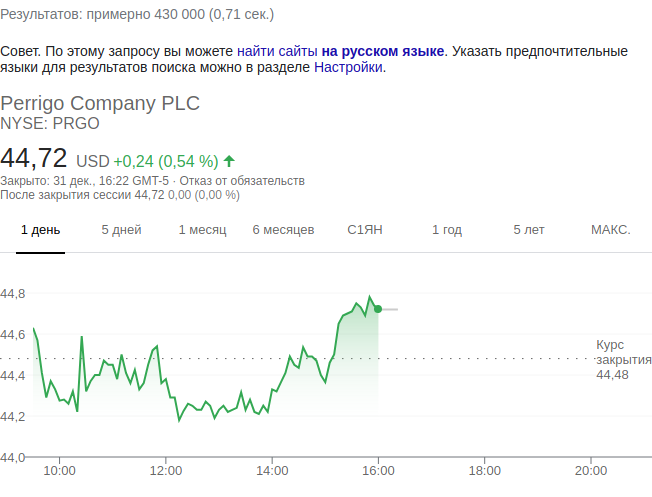 Результатов: примерно 430 000 (0,71 сек.)
Совет. По этому запросу вы можете найти сайты на русском языке. Указать предпочтительные
языки для результатов поиска можно в разделе Настройки.
Perrigo Company PLC
NYSE: PRGO
44,72 USD +0,24 (0,54 %)
Закрыто: 31 дек., 16:22 GMT-5 · Отказ от обязательств
После закрытия сессии 44,72 0,00 (0,00 %)
1 день 5 дней 1 месяц 6 месяцев С1ЯН 1 год 5 лет МАКС.
44,8
44,6
Курс
закрытия
44,48
44,4
44,2
44,0
10:00 12:00 14:00 16:00 18:00 20:00